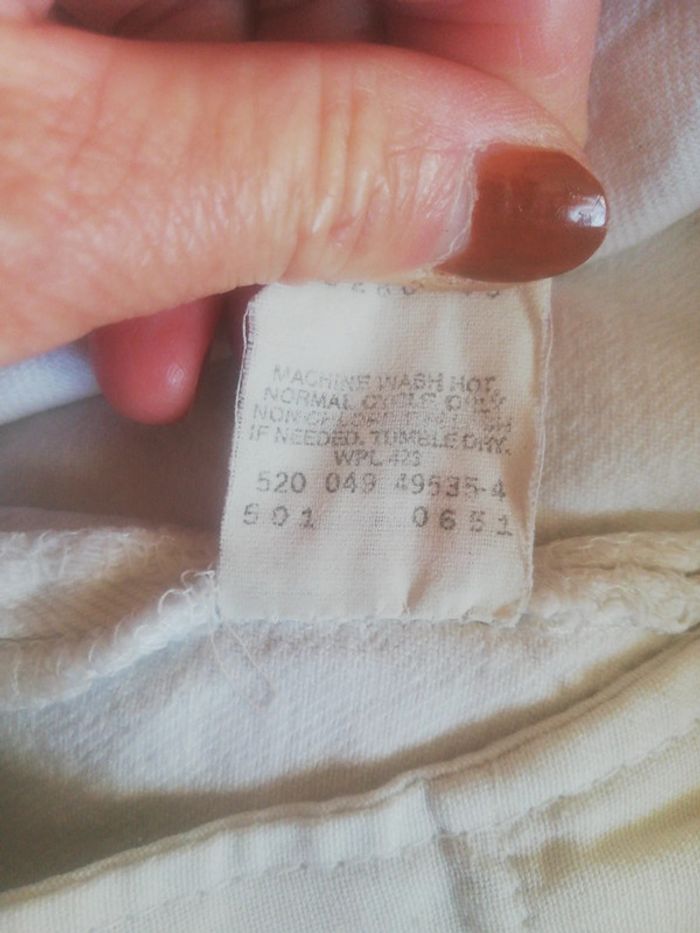 MACHINE WASH HOT.
NORMAL CYCLE ONLY.
IF NEEDED. TUMBLE DRY.
WPL 423
520 049 49535-4
501 0651